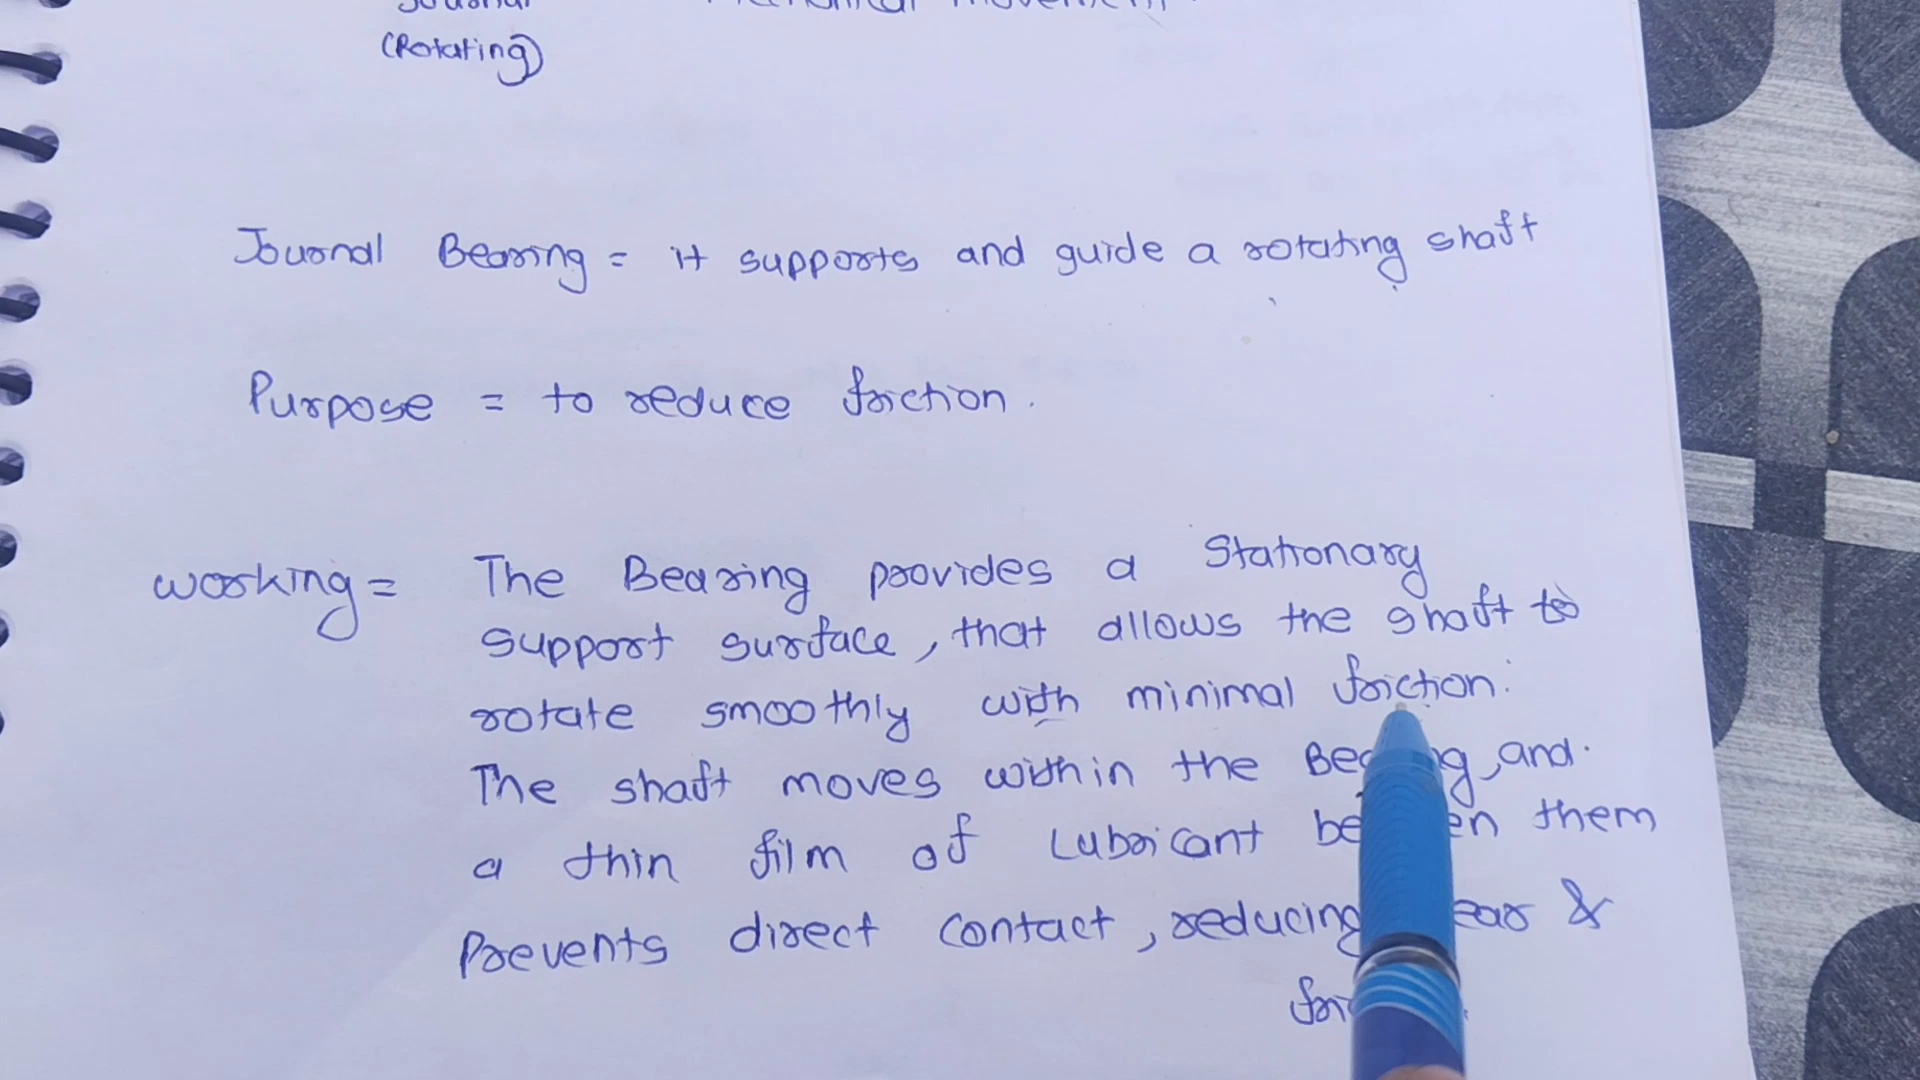 (Rotating)
Journal Bearing = it supports and guide a rotating shaft
Purpose = to reduce friction.
working = The Bearing provides a Stationary
support surface, that allows the shaft to
rotate smoothly with minimal friction.
The shaft moves within the and
a thin film of Lubricant them
Prevents direct contact, reducing &